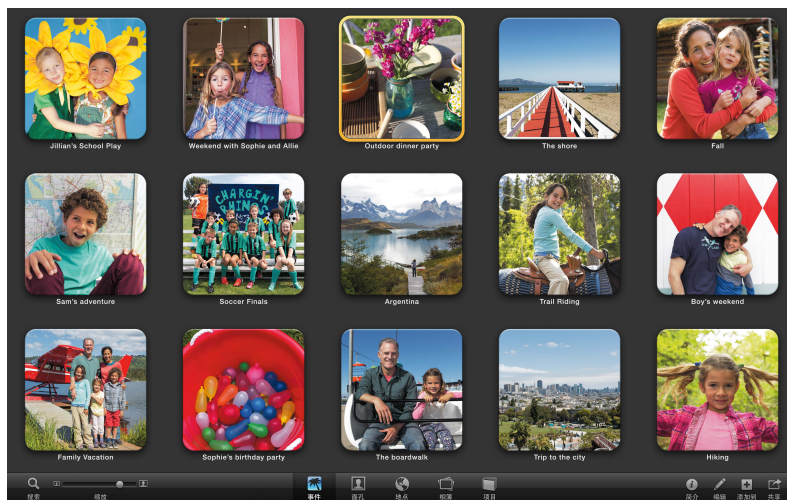 Jillian's School Play
Weekend with Sophie and Allie
Outdoor dinner party
The shore
Fall
CHARGIN'
RHINOS
Sam's adventure
Soccer Finals
Argentina
Trail Riding
Boy's weekend
Family Vacation
Sophie's birthday party
The boardwalk
Trip to the city
Hiking
搜索
缩放
事件
面孔
地点
相簿
项目
简介
编辑
添加到
共享